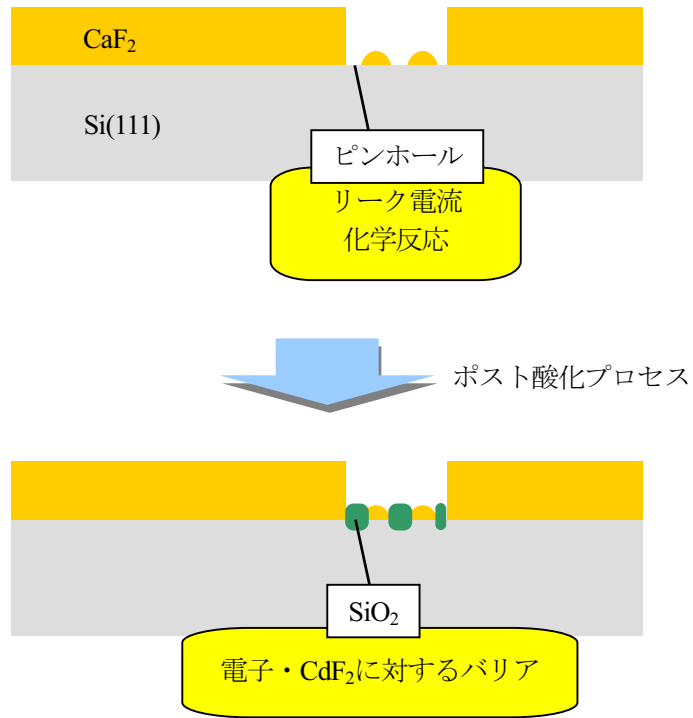 CaF₂
Si(111)
ピンホール
リーク電流
化学反応
ポスト酸化プロセス
SiO₂
電子・CdF₂に対するバリア